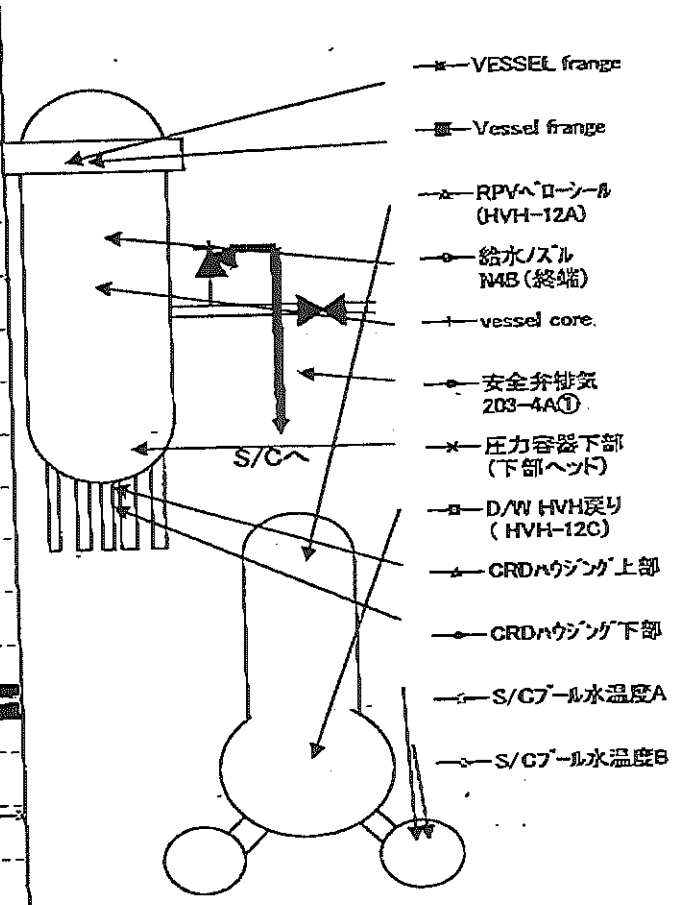 VESSEL frange
Vessel frange
RPVベローシール
(HVH-12A)
給水ノズル
N4B(終端)
vessel core.
安全弁排気
203-4A①
S/Cへ
圧力容器下部
(下部ヘッド)
D/W HVH戻り
(HVH-12C)
CRDハウジング上部
CRDハウジング下部
S/Cプール水温度A
S/Cプール水温度B